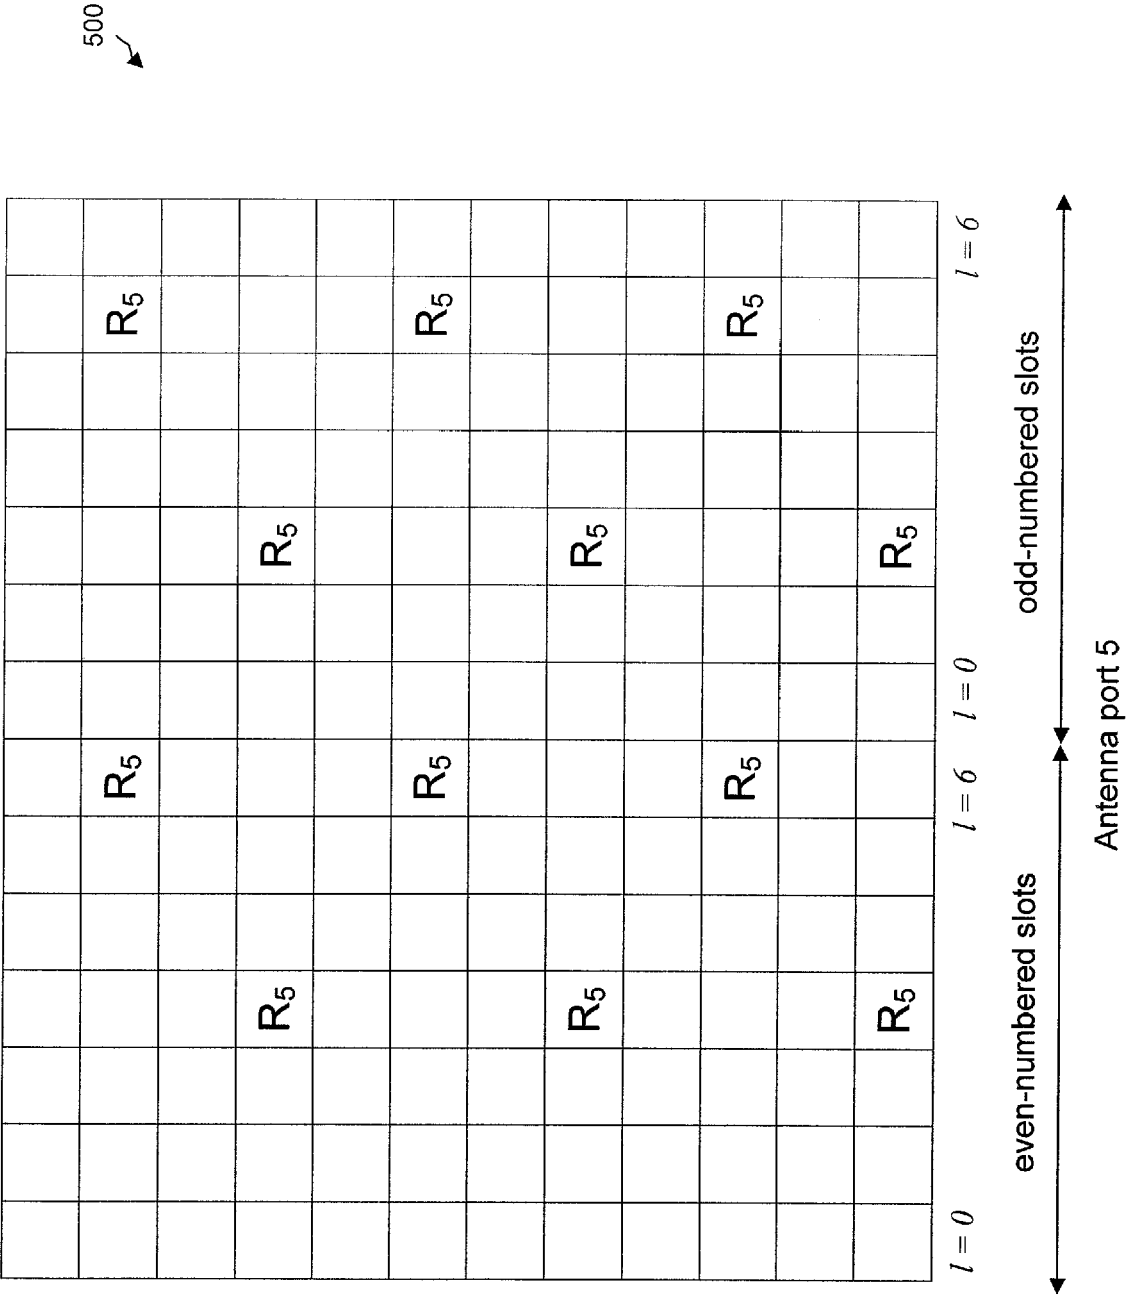 500
R5 R5
R5 R5
R5 R5
R5 R5
R5 R5
R5 R5
l = 0 l = 6 l = 0 l = 6
even-numbered slots odd-numbered slots
Antenna port 5